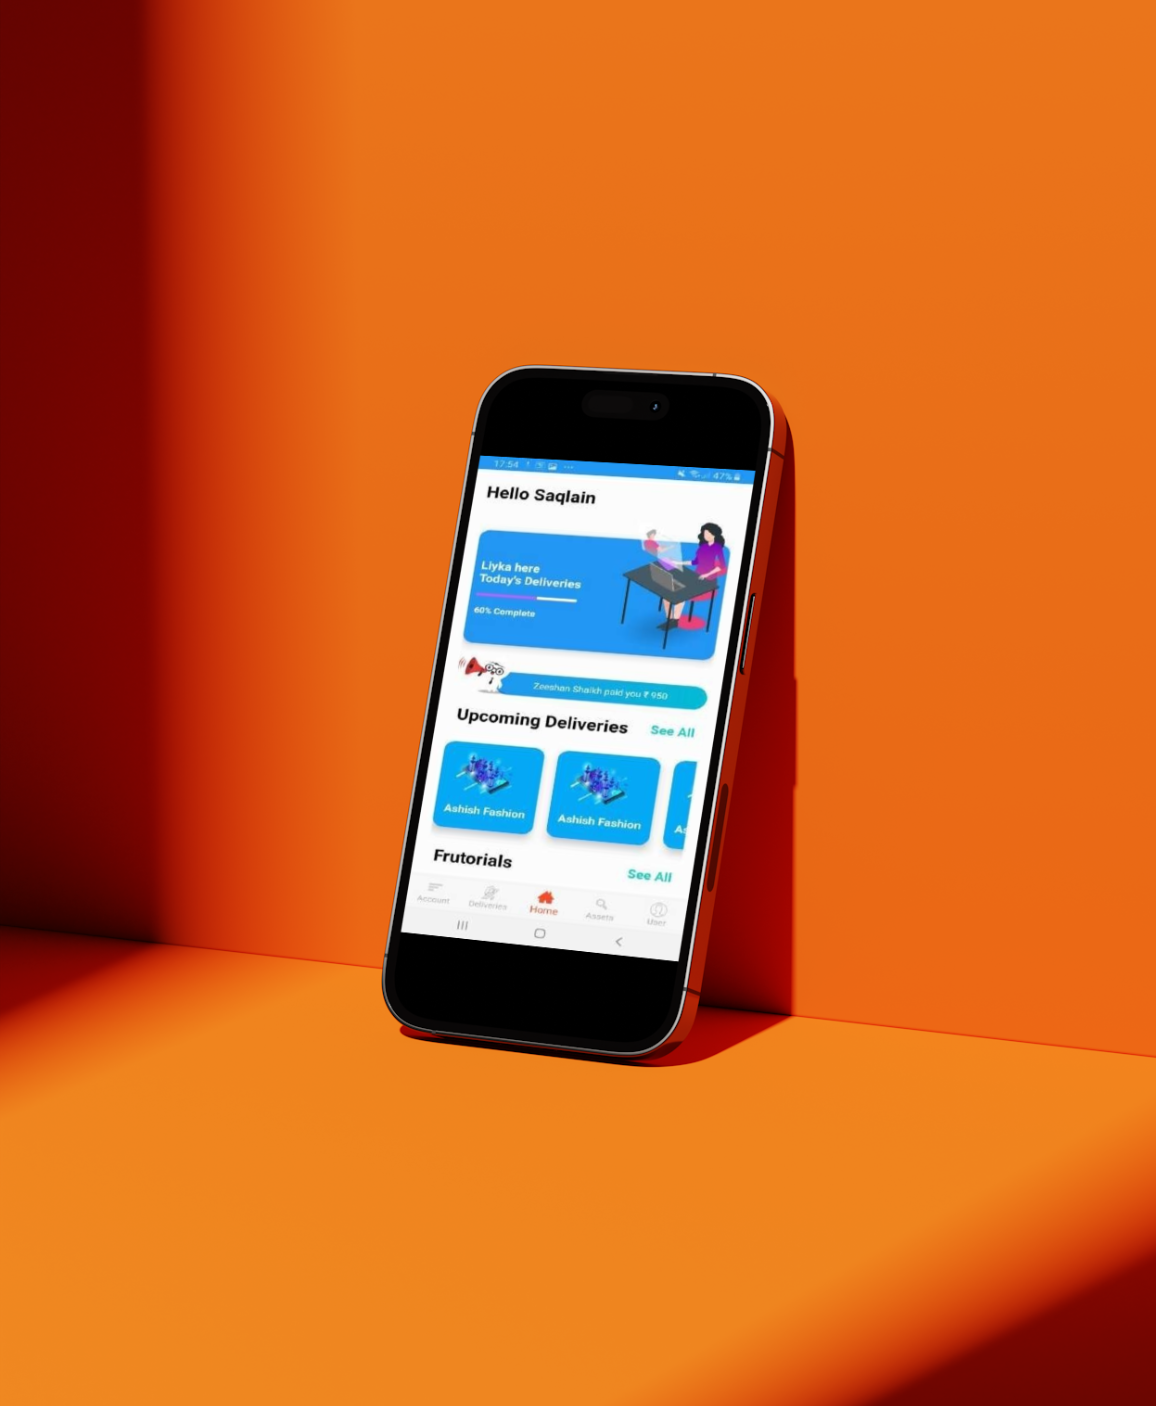 17:54
47%
Hello Saqlain
Liyka here
Today's Deliveries
60% Complete
Zeeshan Shaikh paid you ₹ 950
Upcoming Deliveries See All
Ashish Fashion Ashish Fashion As
Frutorials See All
Account Deliveries Home Assets User